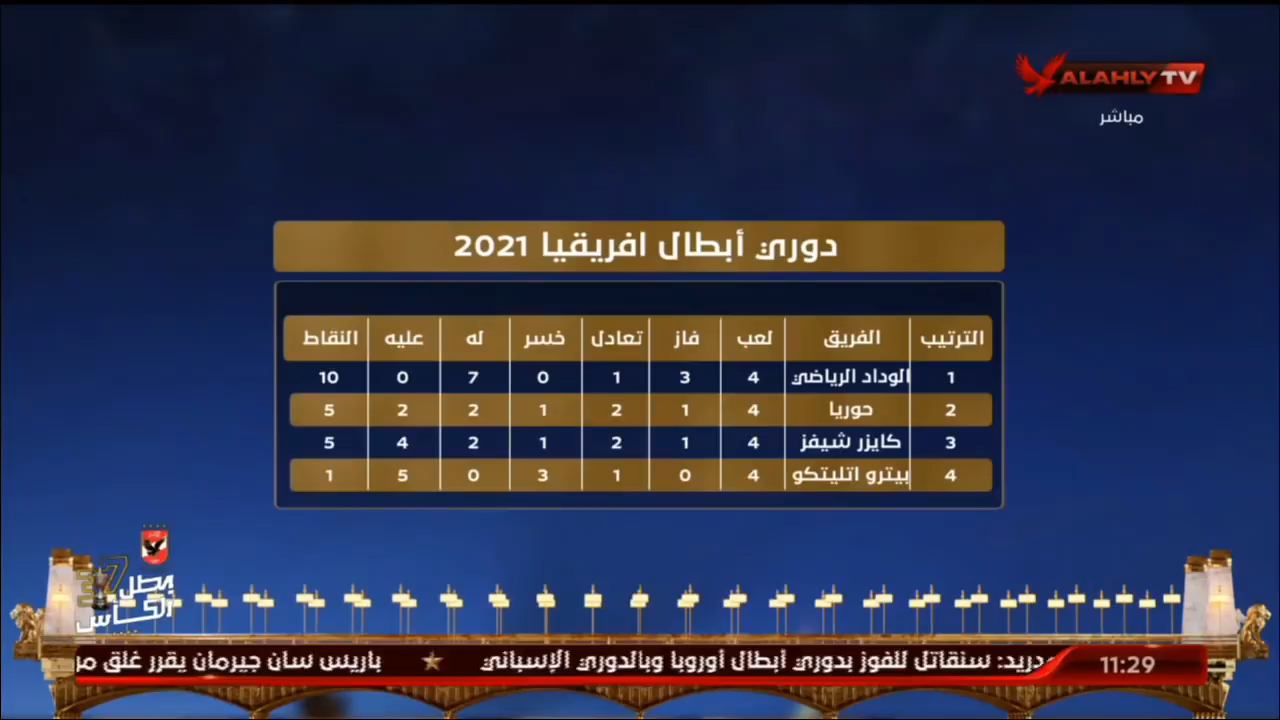 ALAHLY TV
مباشر
دوري أبطال افريقيا 2021
الترتيب الفريق لعب فاز تعادل خسر له عليه النقاط
1 الوداد الرياضي 4 3 1 0 7 0 10
2 حوريا 4 1 2 1 2 2 5
3 كايزر شيفز 4 1 2 1 2 4 5
4 بيترو اتليتكو 4 0 1 3 0 5 1
37
بطل
الكأس
11:29
سنقاتل للفوز بدوري أبطال أوروبا وبالدوري الإسباني باريس سان جيرمان يقرر غلق